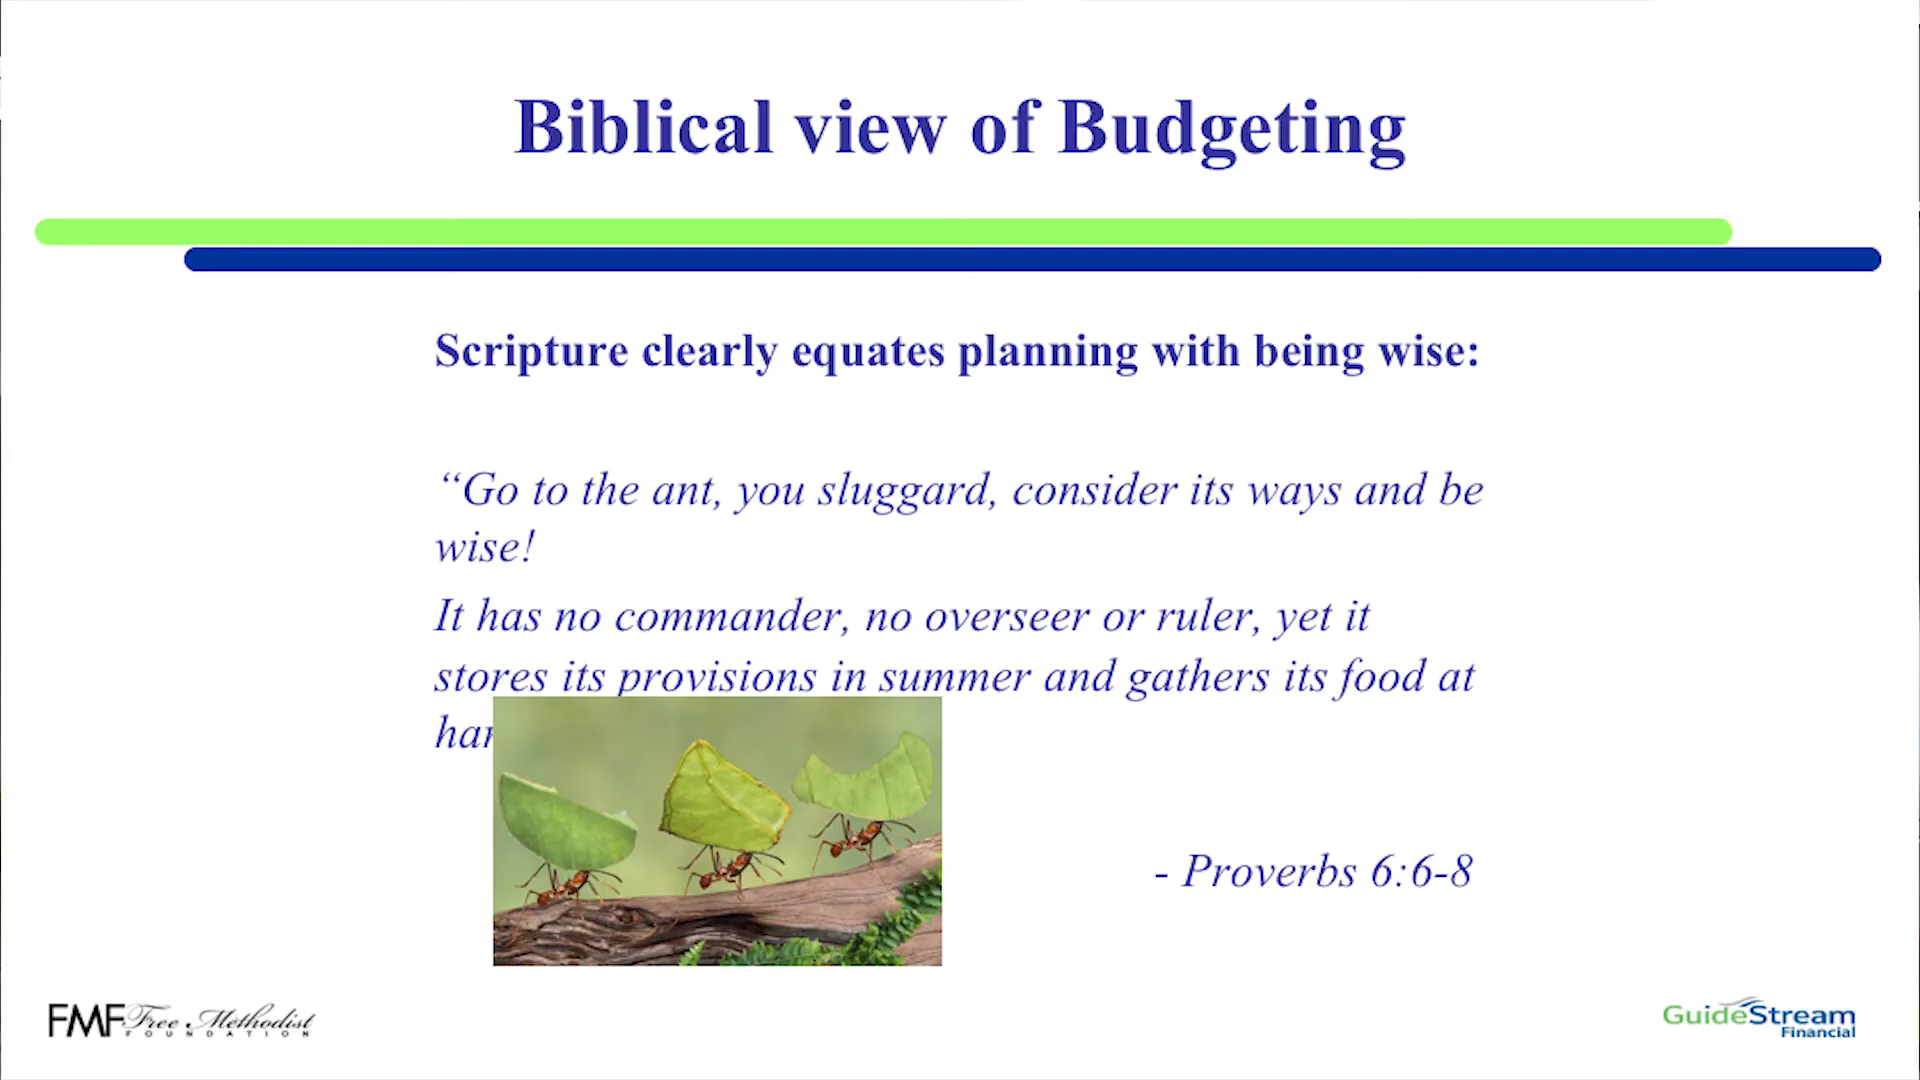 Biblical view of Budgeting
Scripture clearly equates planning with being wise:
“Go to the ant, you sluggard, consider its ways and be
wise!
It has no commander, no overseer or ruler, yet it
stores its provisions in summer and gathers its food at
- Proverbs 6:6-8
FMF Free Methodist
FOUNDATION
GuideStream
Financial